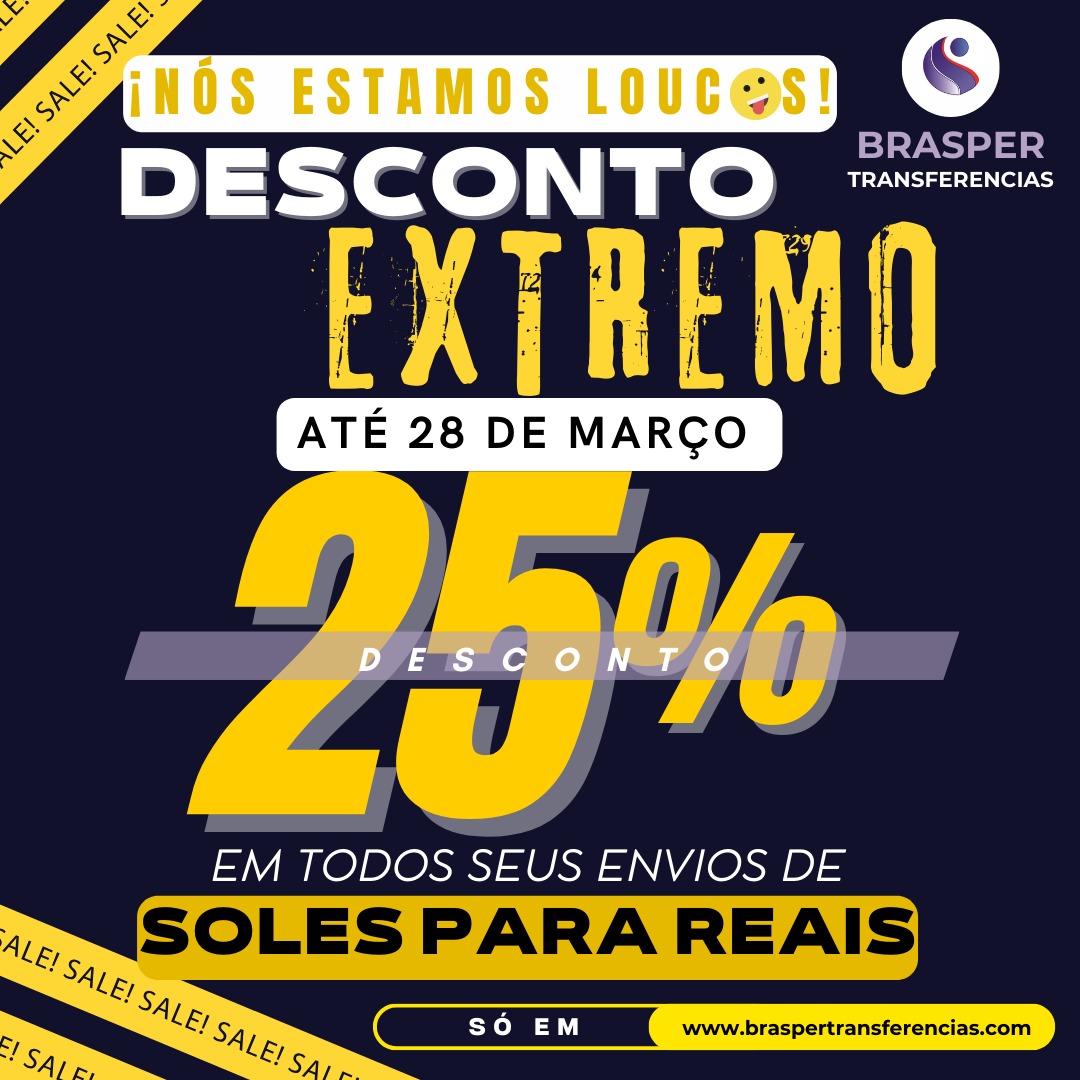 SALE! SALE! SALE!
¡NÓS ESTAMOS LOUCOS!
BRASPER
TRANSFERENCIAS
DESCONTO
EXTREMO
ATÉ 28 DE MARÇO
25%
DESCONTO
EM TODOS SEUS ENVIOS DE
SOLES PARA REAIS
SALE! SALE! SALE! SALE! SALE!
SÓ EM
www.braspertransferencias.com